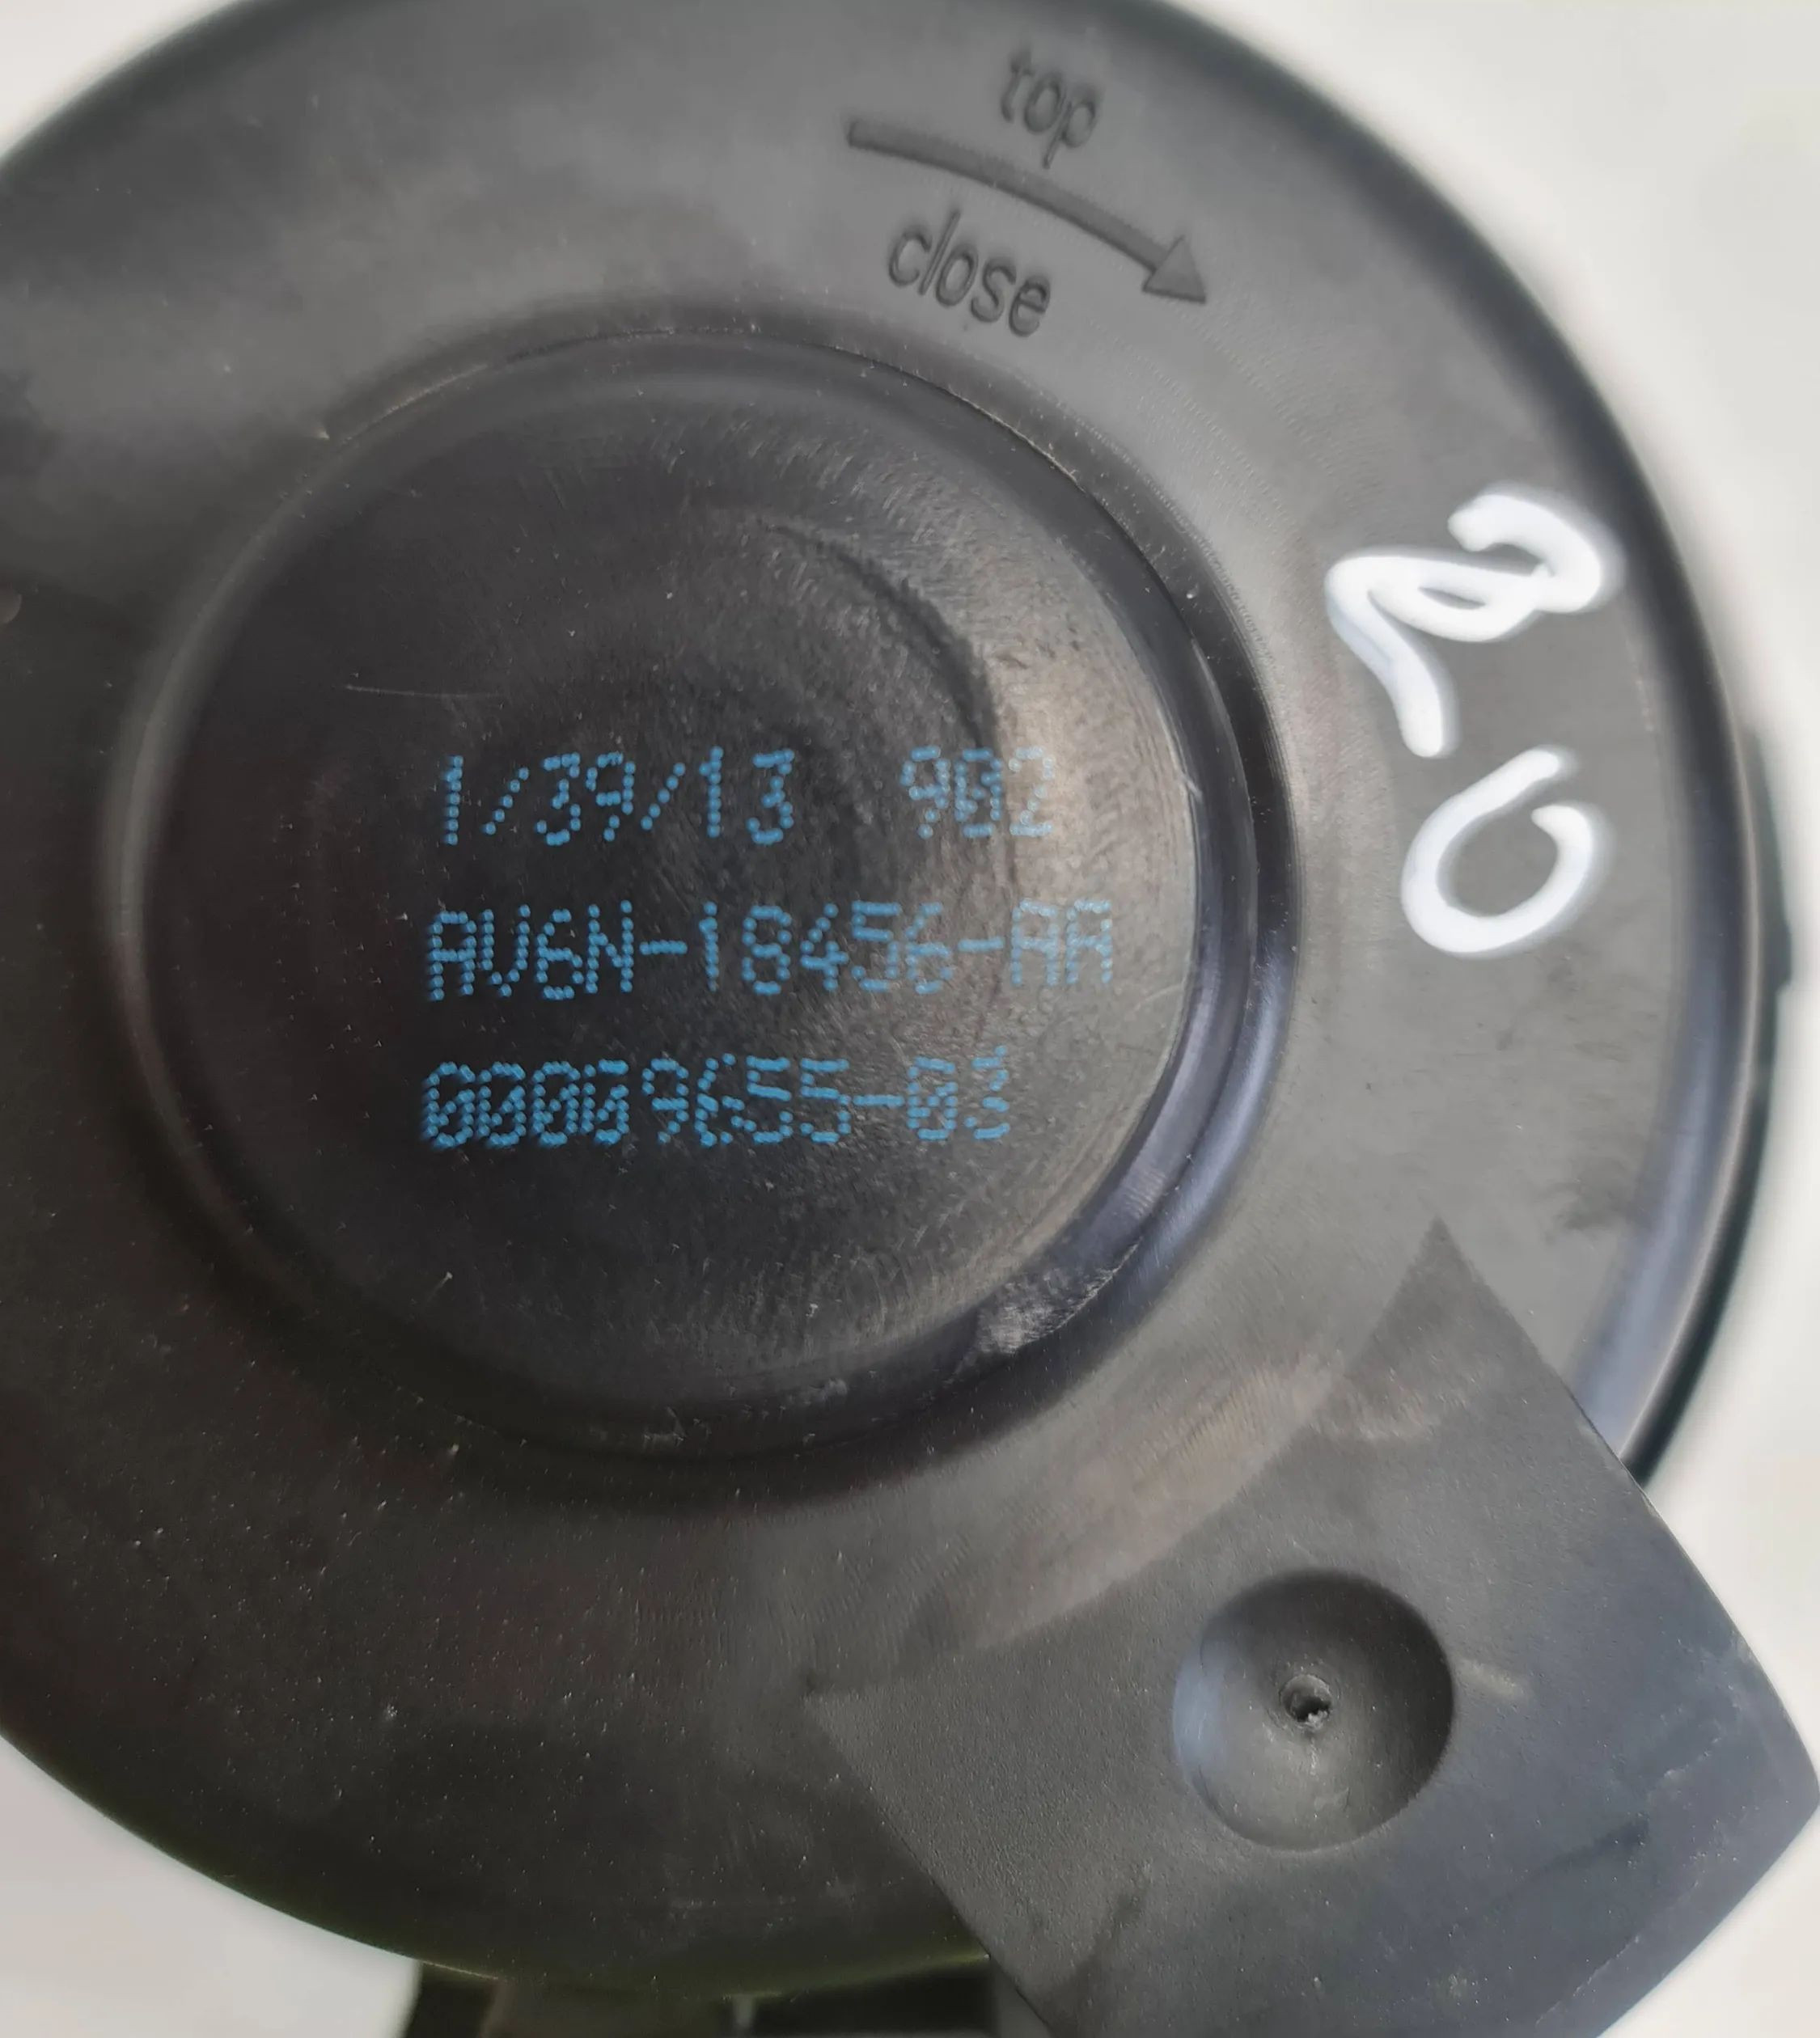 top
close
1/39/13 902
AV6N-18456-AA
00009655-03
20